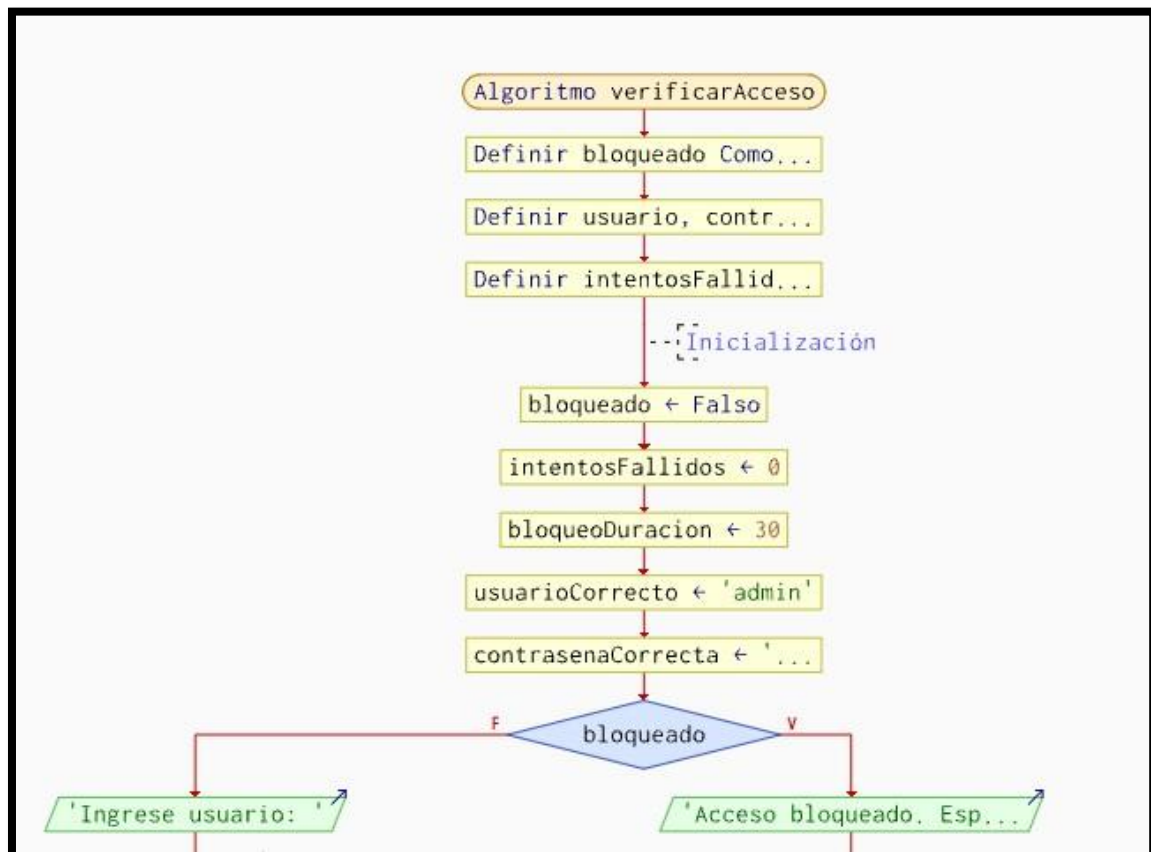 Algoritmo verificarAcceso
Definir bloqueado Como...
Definir usuario, contr...
Definir intentosFallid...
Inicialización
bloqueado ← Falso
intentosFallidos ← 0
bloqueoDuracion ← 30
usuarioCorrecto ← 'admin'
contrasenaCorrecta ← '...
F
V
bloqueado
'Ingrese usuario: '
'Acceso bloqueado. Esp...